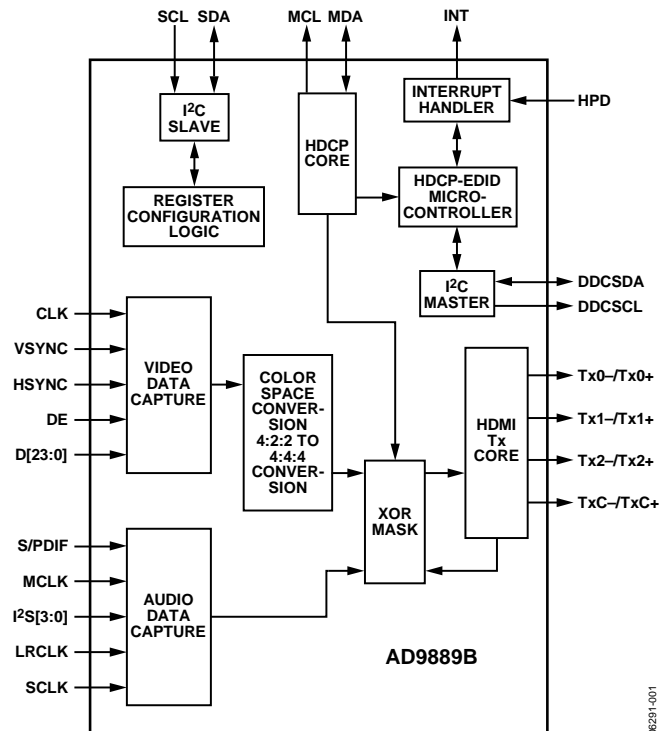 SCL SDA MCL MDA INT
I²C
SLAVE
REGISTER
CONFIGURATION
LOGIC
HDCP
CORE
INTERRUPT
HANDLER
HPD
HDCP-EDID
MICRO-
CONTROLLER
I²C
MASTER
DDCSDA
DDCSCL
CLK
VSYNC
HSYNC
DE
D[23:0]
VIDEO
DATA
CAPTURE
COLOR
SPACE
CONVER-
SION
4:2:2 TO
4:4:4
CONVER-
SION
XOR
MASK
HDMI
Tx
CORE
Tx0–/Tx0+
Tx1–/Tx1+
Tx2–/Tx2+
TxC–/TxC+
S/PDIF
MCLK
I²S[3:0]
LRCLK
SCLK
AUDIO
DATA
CAPTURE
AD9889B
06291-001